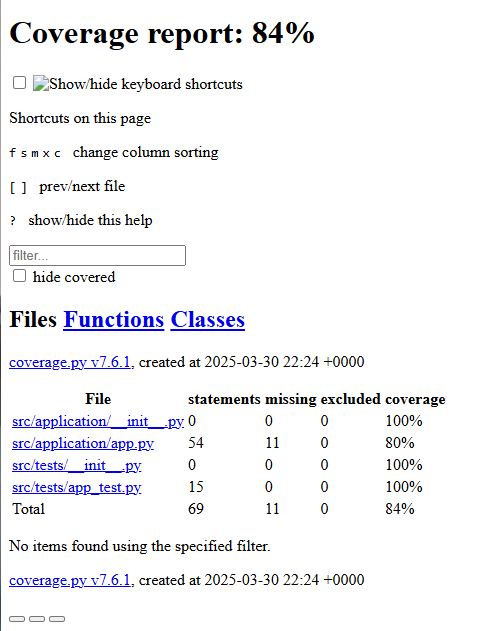 Coverage report: 84%
Show/hide keyboard shortcuts
Shortcuts on this page
f s m x c change column sorting
[ ] prev/next file
? show/hide this help
filter...
hide covered
Files Functions Classes
coverage.py v7.6.1, created at 2025-03-30 22:24 +0000
File statements missing excluded coverage
src/application/__init__.py 0 0 0 100%
src/application/app.py 54 11 0 80%
src/tests/__init__.py 0 0 0 100%
src/tests/app_test.py 15 0 0 100%
Total 69 11 0 84%
No items found using the specified filter.
coverage.py v7.6.1, created at 2025-03-30 22:24 +0000